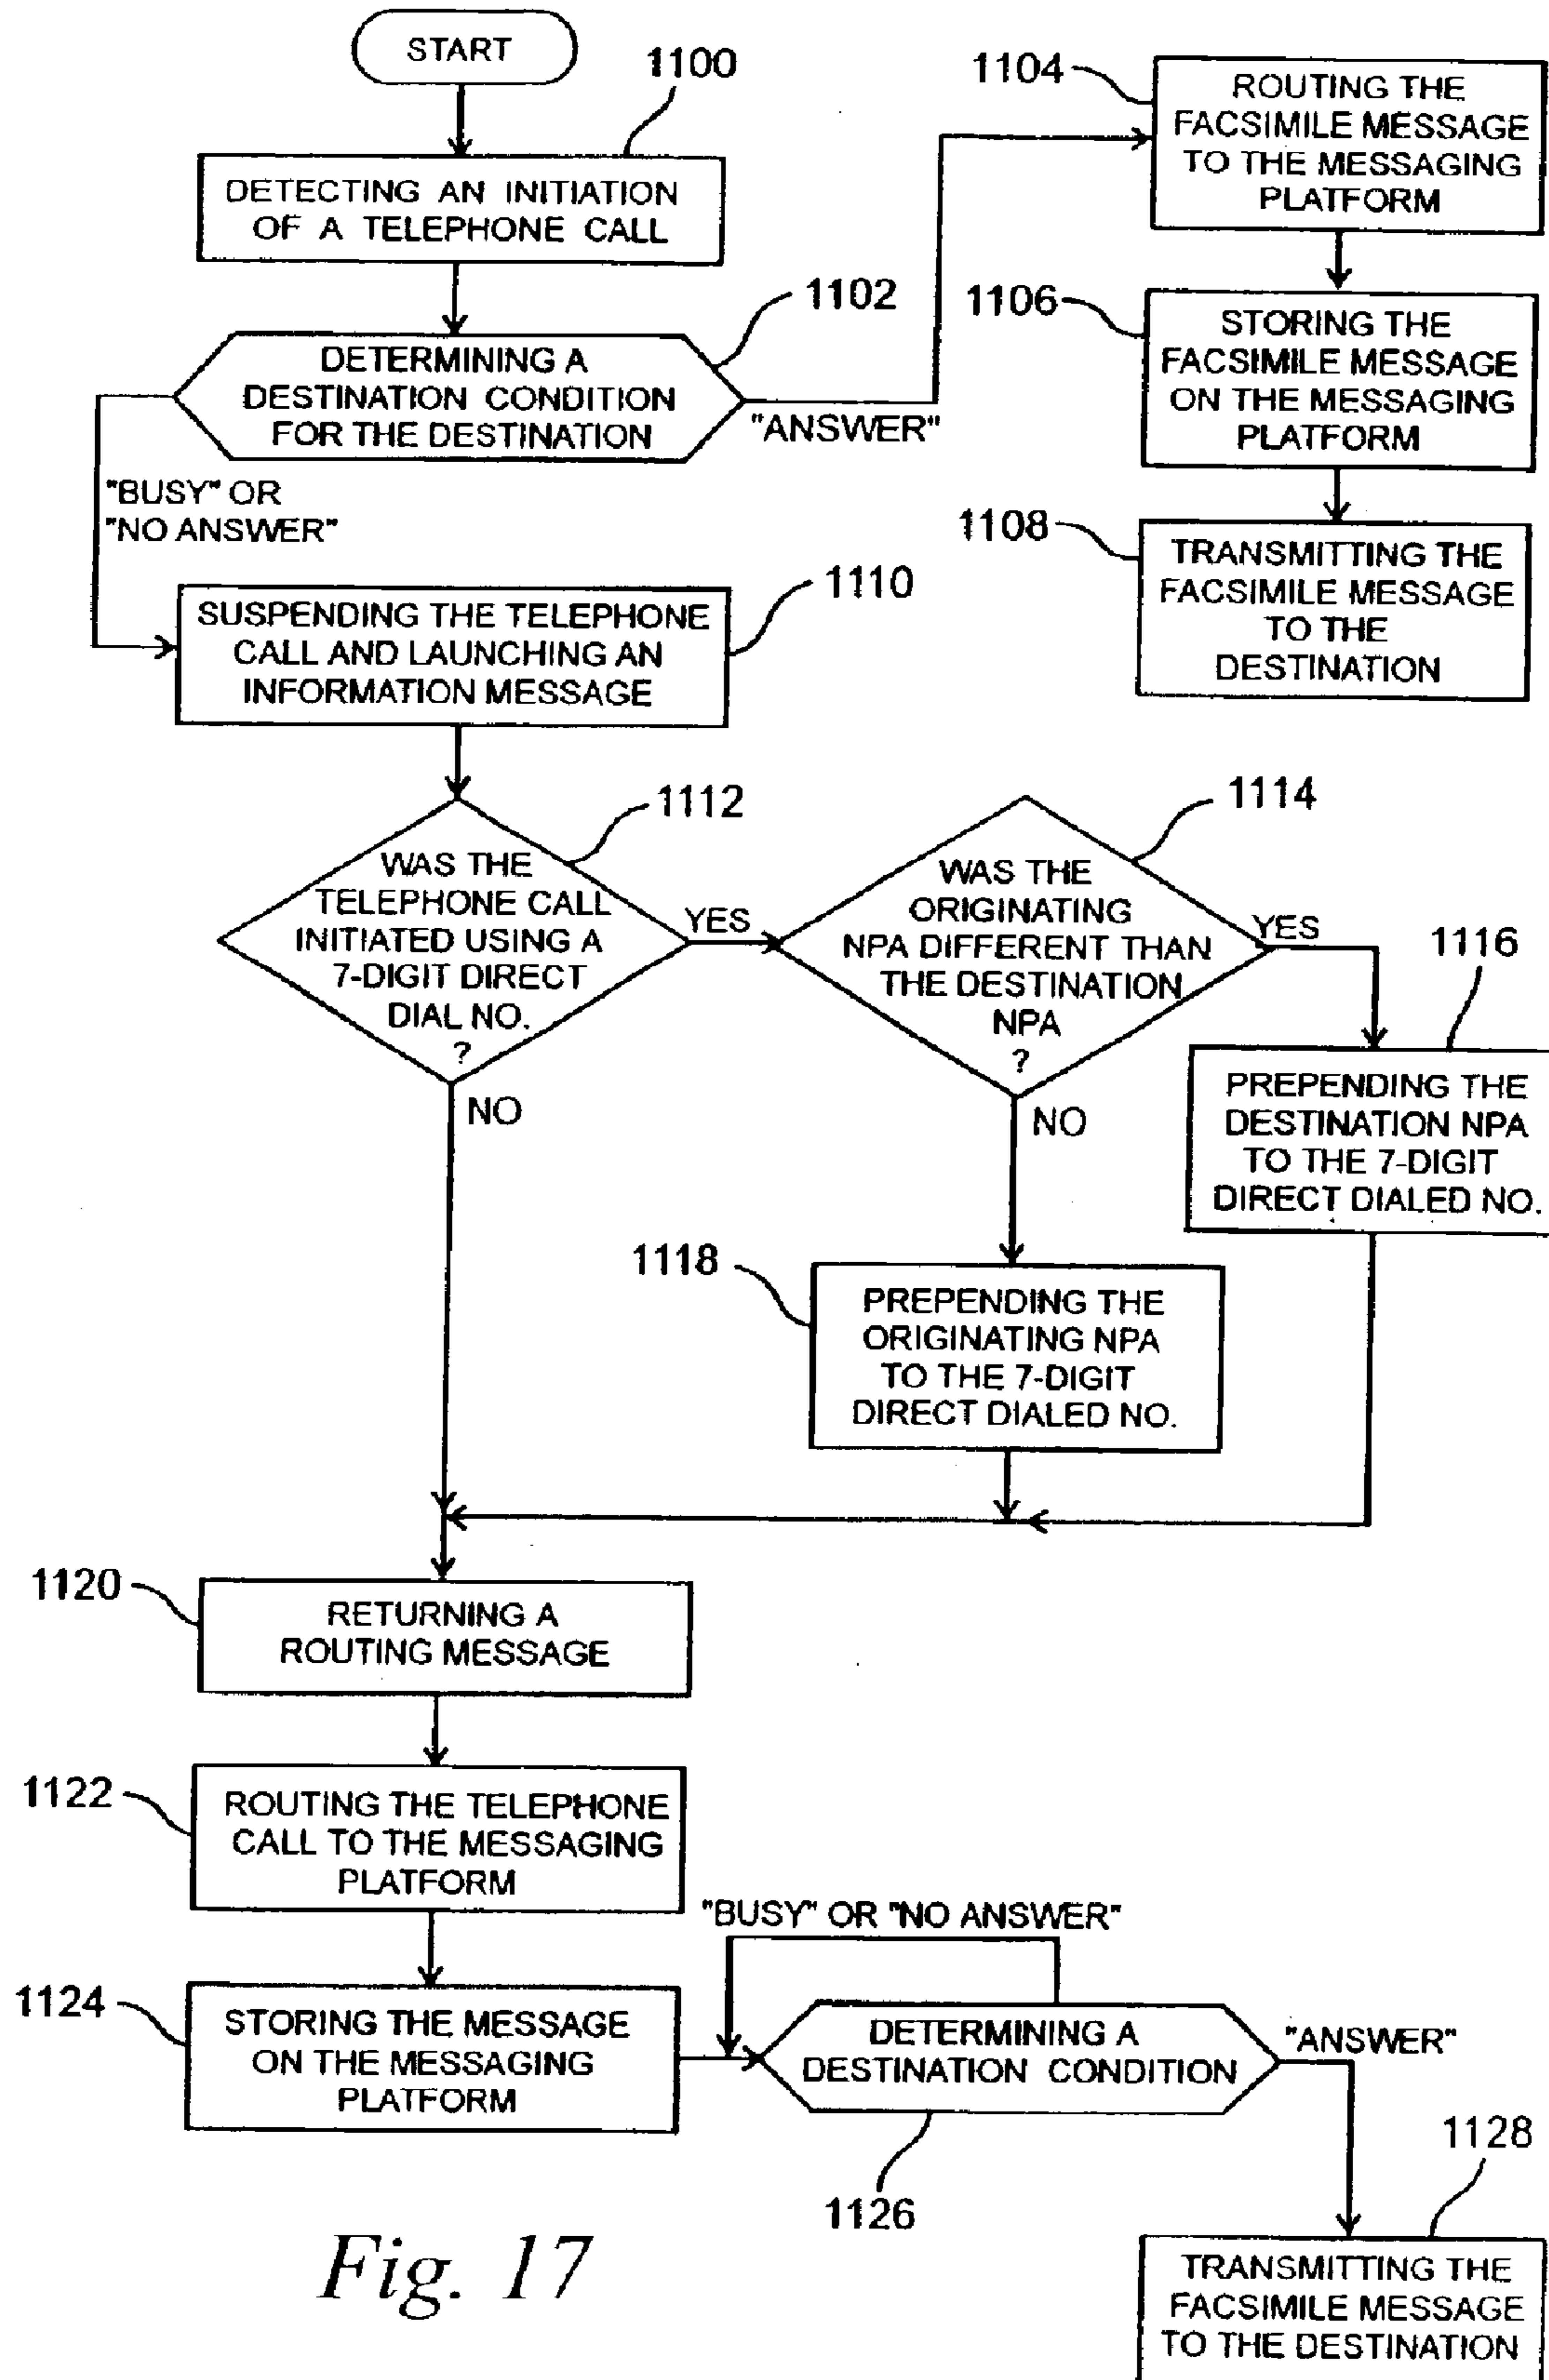 START
1100
DETECTING AN INITIATION
OF A TELEPHONE CALL
1102
DETERMINING A
DESTINATION CONDITION
FOR THE DESTINATION
"ANSWER"
"BUSY" OR
"NO ANSWER"
1104
ROUTING THE
FACSIMILE MESSAGE
TO THE MESSAGING
PLATFORM
1106
STORING THE
FACSIMILE MESSAGE
ON THE MESSAGING
PLATFORM
1108
TRANSMITTING THE
FACSIMILE MESSAGE
TO THE
DESTINATION
1110
SUSPENDING THE TELEPHONE
CALL AND LAUNCHING AN
INFORMATION MESSAGE
1112
WAS THE
TELEPHONE CALL
INITIATED USING A
7-DIGIT DIRECT
DIAL NO.
?
YES
NO
1114
WAS THE
ORIGINATING
NPA DIFFERENT THAN
THE DESTINATION
NPA
?
YES
NO
1116
PREPENDING THE
DESTINATION NPA
TO THE 7-DIGIT
DIRECT DIALED NO.
1118
PREPENDING THE
ORIGINATING NPA
TO THE 7-DIGIT
DIRECT DIALED NO.
1120
RETURNING A
ROUTING MESSAGE
1122
ROUTING THE TELEPHONE
CALL TO THE MESSAGING
PLATFORM
1124
STORING THE MESSAGE
ON THE MESSAGING
PLATFORM
"BUSY" OR "NO ANSWER"
DETERMINING A
DESTINATION CONDITION
"ANSWER"
1126
1128
TRANSMITTING THE
FACSIMILE MESSAGE
TO THE DESTINATION
Fig. 17